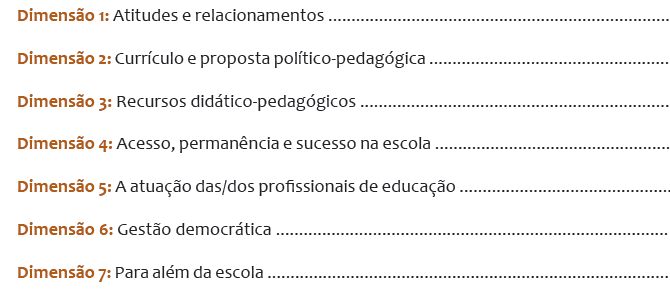 Dimensão 1: Atitudes e relacionamentos ....................................................................
Dimensão 2: Currículo e proposta político-pedagógica ................................................
Dimensão 3: Recursos didático-pedagógicos ..............................................................
Dimensão 4: Acesso, permanência e sucesso na escola ...............................................
Dimensão 5: A atuação das/dos profissionais de educação ..........................................
Dimensão 6: Gestão democrática ...............................................................................
Dimensão 7: Para além da escola ................................................................................